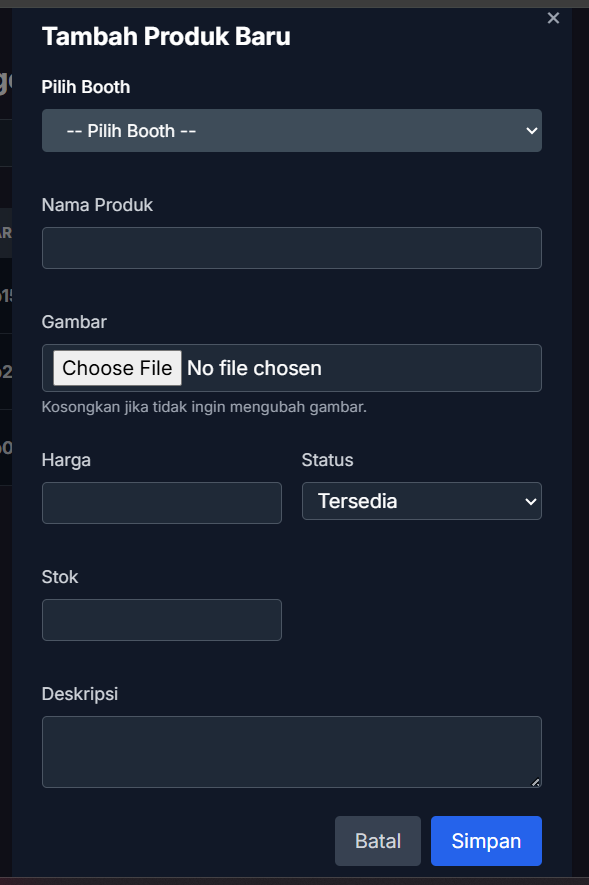 Tambah Produk Baru
×
Pilih Booth
-- Pilih Booth --
Nama Produk
Gambar
Choose File No file chosen
Kosongkan jika tidak ingin mengubah gambar.
Harga Status
Tersedia
Stok
Deskripsi
Batal Simpan